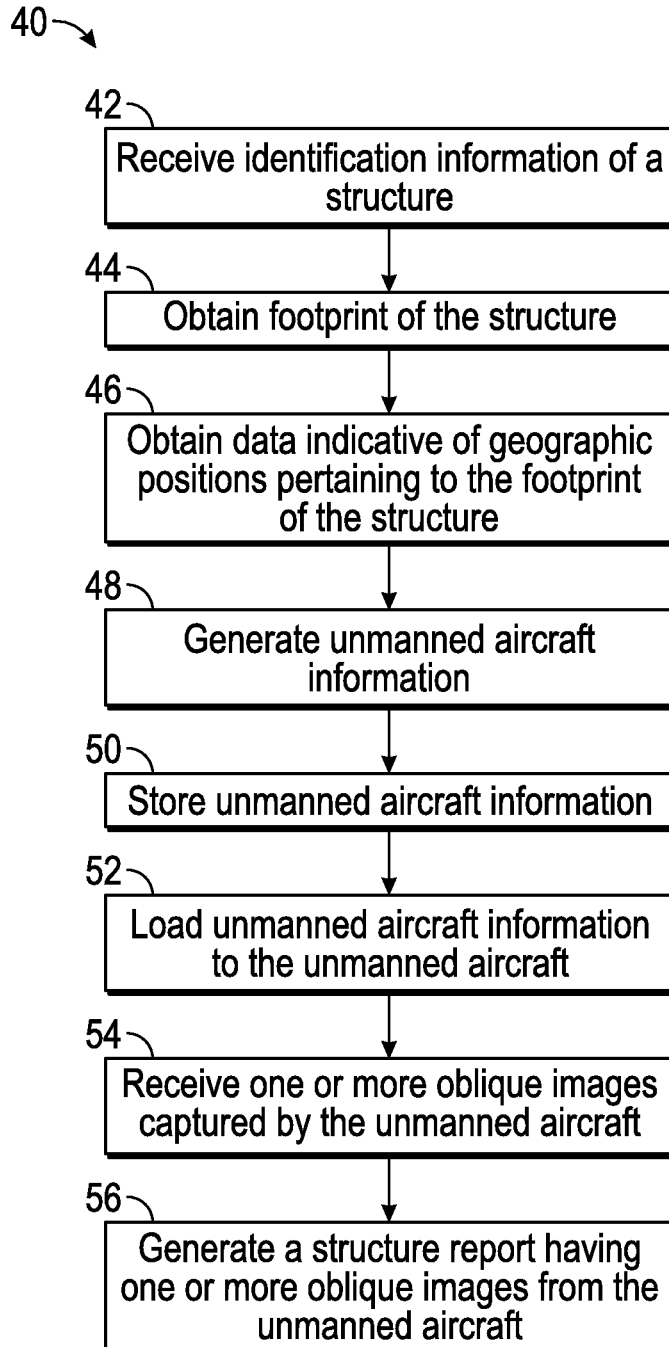 40
42
Receive identification information of a
structure
44
Obtain footprint of the structure
46
Obtain data indicative of geographic
positions pertaining to the footprint
of the structure
48
Generate unmanned aircraft
information
50
Store unmanned aircraft information
52
Load unmanned aircraft information
to the unmanned aircraft
54
Receive one or more oblique images
captured by the unmanned aircraft
56
Generate a structure report having
one or more oblique images from the
unmanned aircraft